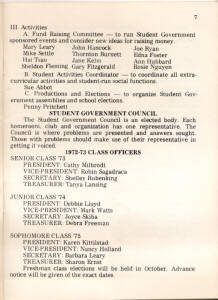 7
III. Activities
A. Fund Raising Committee — to run Student Government
sponsored events and consider new ideas for raising money.
Mary Leary John Hancock Joe Ryan
Mike Settle Thornton Burnett Edna Foster
Hai Tsao Jane Keim Ann Hubbard
Sheldon Fleming Gary Fitzgerald Rosie Nguyen
B. Student Activities Coordinator — to coordinate all extra-
curricular activities and student-run social functions.
Sue Abbot
C. Productions and Elections — to organize Student Gov-
ernment assemblies and school elections.
Penny Pritchett
STUDENT GOVERNMENT COUNCIL
The Student Government Council is an elected body. Each
homeroom, club and organization has one representative. The
Council is where problems are presented and answers sought.
Those with problems should make use of their representative in
getting it voiced.
1972-73 CLASS OFFICERS
SENIOR CLASS '73
PRESIDENT: Cathy Milbrodt
VICE-PRESIDENT: Robin Sagadraca
SECRETARY: Shelley Rubenking
TREASURER: Tanya Lansing
JUNIOR CLASS '74
PRESIDENT: Debbie Lloyd
VICE-PRESIDENT: Mark Watts
SECRETARY: Joyce Skiba
TREASURER: Debra Freeman
SOPHOMORE CLASS '75
PRESIDENT: Karen Kittilstad
VICE-PRESIDENT: Nancy Holland
SECRETARY: Barbara Leary
TREASURER: Sharon Ernst
Freshman class elections will be held in October. Advance
notice will be given of the exact dates.